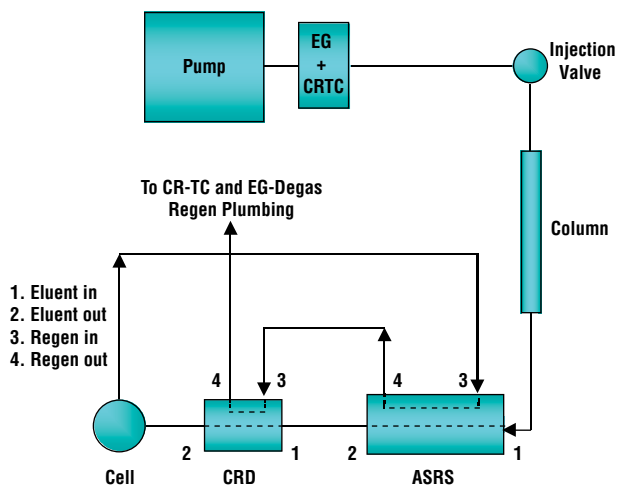 Pump
EG
+
CRTC
Injection
Valve
Column
To CR-TC and EG-Degas
Regen Plumbing
1. Eluent in
2. Eluent out
3. Regen in
4. Regen out
4
3
4
3
2
1
2
1
Cell
CRD
ASRS